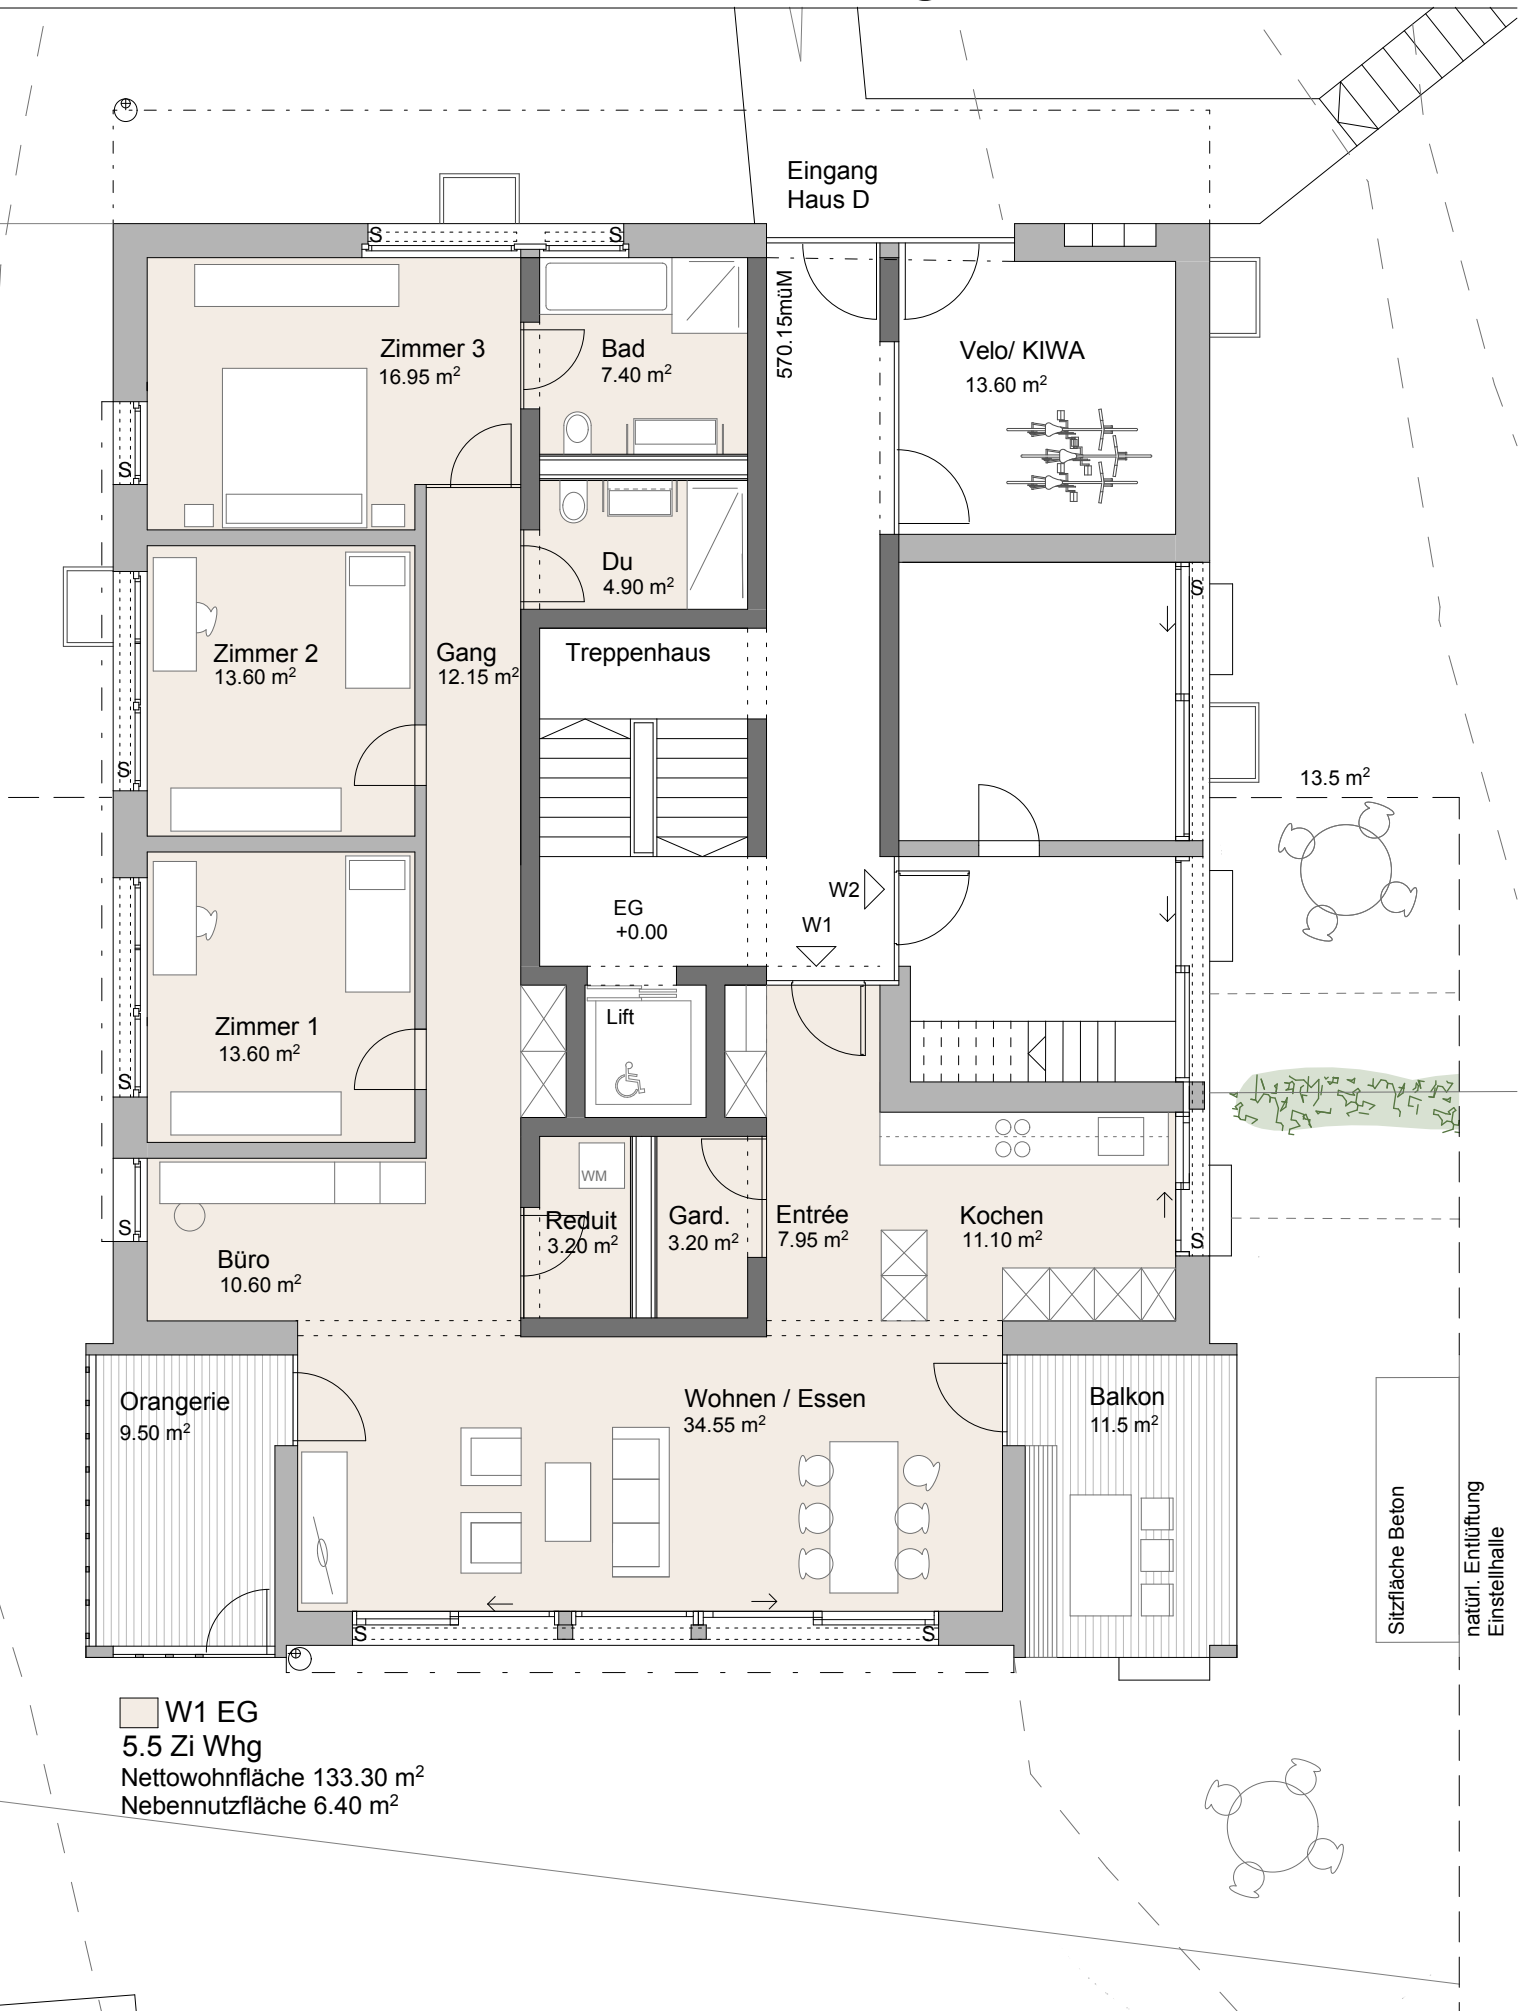 Eingang
Haus D
S
S
570.15müM
Zimmer 3
16.95 m²
Bad
7.40 m²
Velo/ KIWA
13.60 m²
S
Du
4.90 m²
S
Zimmer 2
13.60 m²
Gang
12.15 m²
Treppenhaus
S
13.5 m²
W2
EG
+0.00
W1
Lift
Zimmer 1
13.60 m²
S
WM
Reduit
3.20 m²
Gard.
3.20 m²
Entrée
7.95 m²
Kochen
11.10 m²
S
S
Büro
10.60 m²
Orangerie
9.50 m²
Wohnen / Essen
34.55 m²
Balkon
11.5 m²
Sitzfläche Beton
natürl. Entlüftung
Einstellhalle
S
S
W1 EG
5.5 Zi Whg
Nettowohnfläche 133.30 m²
Nebennutzfläche 6.40 m²